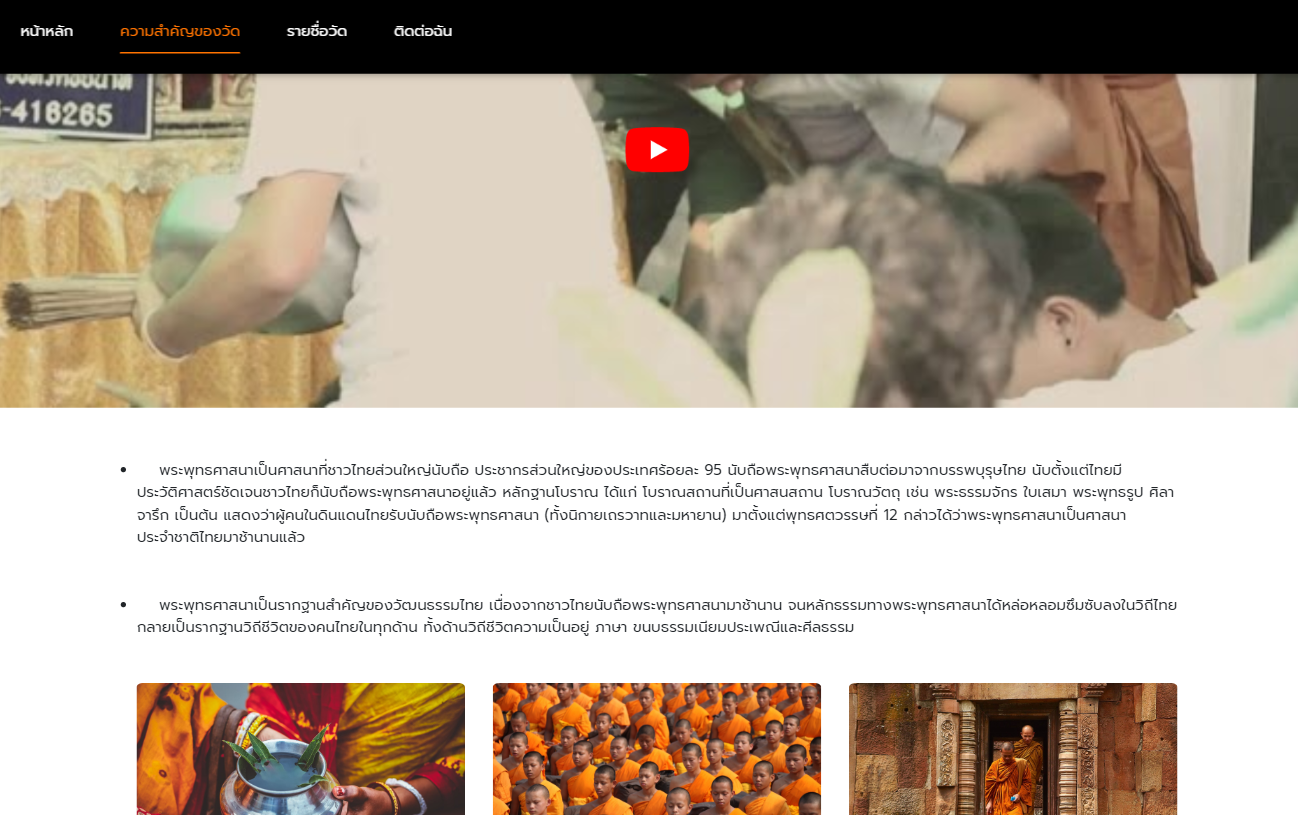 หน้าหลัก
ความสำคัญของวัด
รายชื่อวัด
ติดต่อฉัน
-416265
พระพุทธศาสนาเป็นศาสนาที่ชาวไทยส่วนใหญ่นับถือ ประชากรส่วนใหญ่ของประเทศร้อยละ 95 นับถือพระพุทธศาสนาสืบต่อมาจากบรรพบุรุษไทย นับตั้งแต่ไทยมี
ประวัติศาสตร์ชัดเจนชาวไทยก็นับถือพระพุทธศาสนาอยู่แล้ว หลักฐานโบราณ ได้แก่ โบราณสถานที่เป็นศาสนสถาน โบราณวัตถุ เช่น พระธรรมจักร ใบเสมา พระพุทธรูป ศิลา
จารึก เป็นต้น แสดงว่าผู้คนในดินแดนไทยรับนับถือพระพุทธศาสนา (ทั้งนิกายเถรวาทและมหายาน) มาตั้งแต่พุทธศตวรรษที่ 12 กล่าวได้ว่าพระพุทธศาสนาเป็นศาสนา
ประจำชาติไทยมาช้านานแล้ว
พระพุทธศาสนาเป็นรากฐานสำคัญของวัฒนธรรมไทย เนื่องจากชาวไทยนับถือพระพุทธศาสนามาช้านาน จนหลักธรรมทางพระพุทธศาสนาได้หล่อหลอมซึมซับลงในวิถีไทย
กลายเป็นรากฐานวิถีชีวิตของคนไทยในทุกด้าน ทั้งด้านวิถีชีวิตความเป็นอยู่ ภาษา ขนบธรรมเนียมประเพณีและศีลธรรม